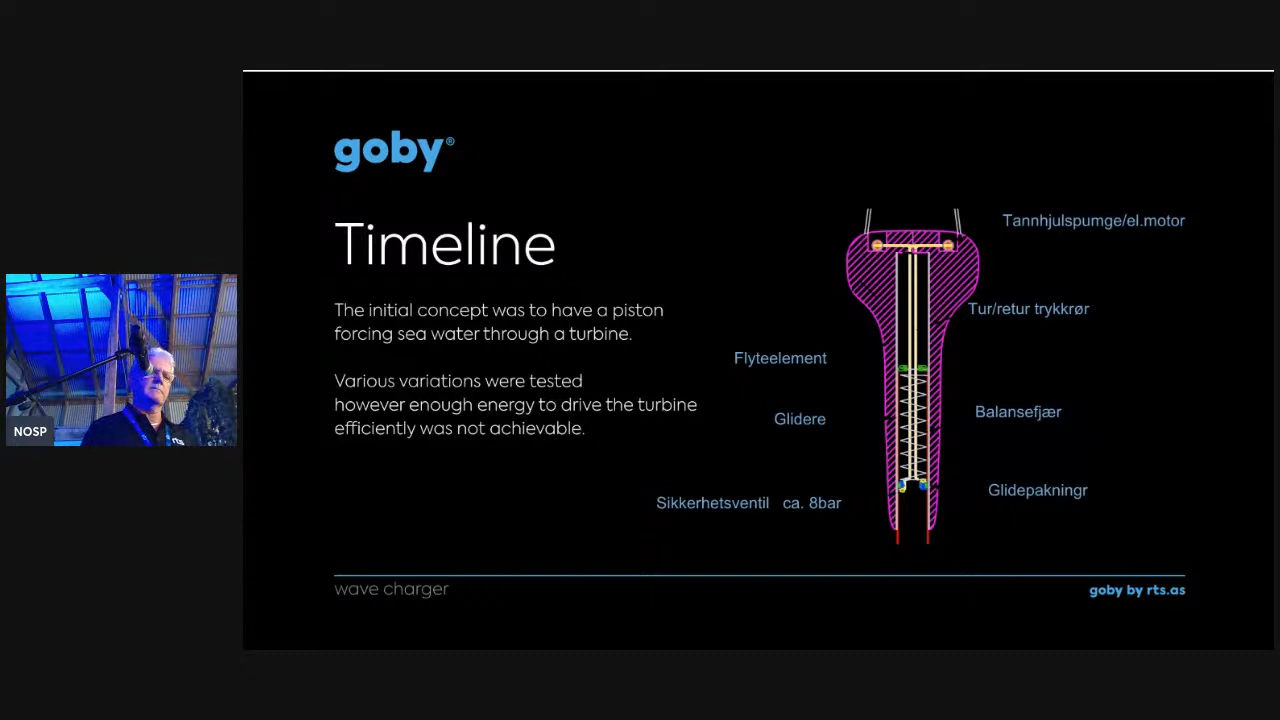 goby®
Timeline
The initial concept was to have a piston
forcing sea water through a turbine.
Various variations were tested
however enough energy to drive the turbine
efficiently was not achievable.
Tannhjulspumge/el.motor
Tur/retur trykkrør
Flyteelement
Balansefjær
Glidere
Glidepakningr
Sikkerhetsventil ca. 8bar
wave charger
goby by rts.as
NOSP
rts